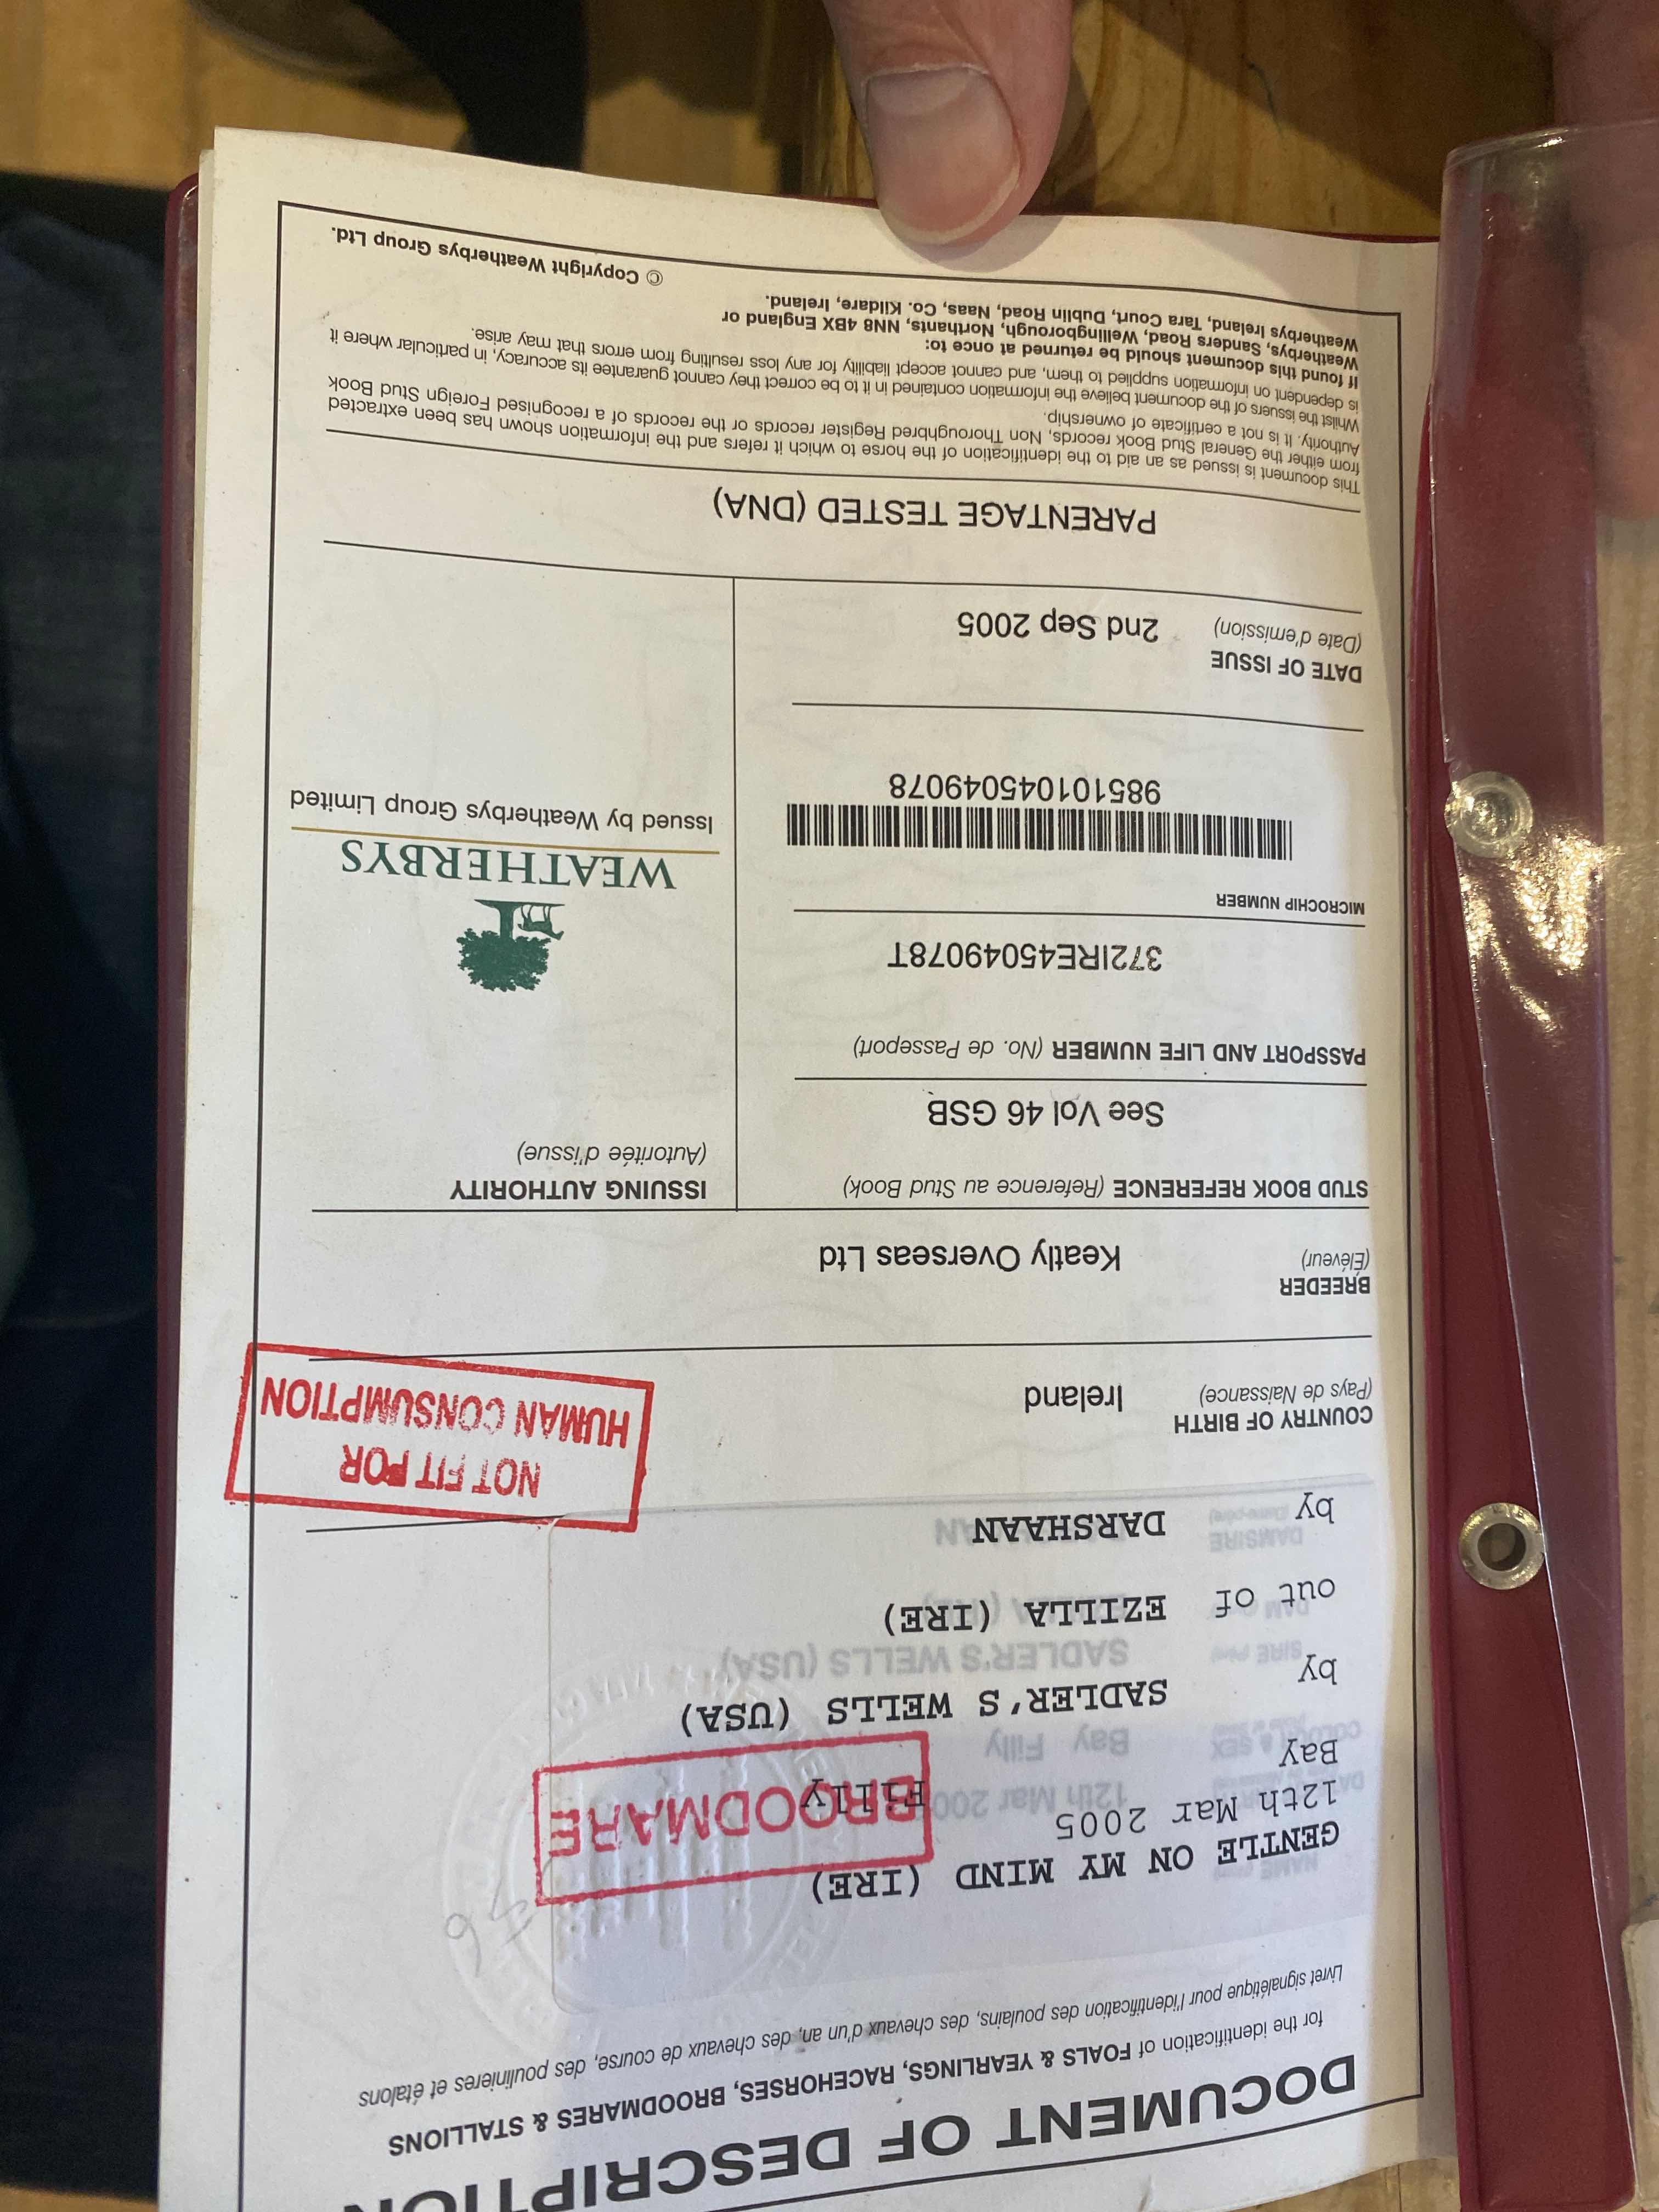 DOCUMENT OF DESCRIPTION
for the identification of FOALS & YEARLINGS, RACEHORSES, BROODMARES & STALLIONS
Livret signalétique pour l'identification des poulains, des chevaux d'un an, des chevaux de course, des poulinières et étalons
56
GENTLE ON MY MIND (IRE)
12th Mar 2005
Bay Filly
BROODMARE
12th Mar 200
Bay Filly
by SADLER'S WELLS (USA)
SADLER'S WELLS (USA)
out of EZILLA (IRE)
by DARSHAAN
NOT FIT FOR
HUMAN CONSUMPTION
COUNTRY OF BIRTH
(Pays de Naissance)
Ireland
BREEDER
(Éleveur)
Keatly Overseas Ltd
STUD BOOK REFERENCE (Reference au Stud Book)
See Vol 46 GSB
PASSPORT AND LIFE NUMBER (No. de Passeport)
372IRE45049078T
MICROCHIP NUMBER
985101045049078
DATE OF ISSUE
(Date d'emission)
2nd Sep 2005
ISSUING AUTHORITY
(Autoritée d'issue)
WEATHERBYS
Issued by Weatherbys Group Limited
PARENTAGE TESTED (DNA)
This document is issued as an aid to the identification of the horse to which it refers and the information shown has been extracted
from either the General Stud Book records, Non Thoroughbred Register records or the records of a recognised Foreign Stud Book
Authority. It is not a certificate of ownership.
Whilst the issuers of the document believe the information contained in it to be correct they cannot guarantee its accuracy, in particular where it
is dependent on information supplied to them, and cannot accept liability for any loss resulting from errors that may arise.
If found this document should be returned at once to:
Weatherbys, Sanders Road, Wellingborough, Northants, NN8 4BX England or
Weatherbys Ireland, Tara Court, Dublin Road, Naas, Co. Kildare, Ireland.
© Copyright Weatherbys Group Ltd.